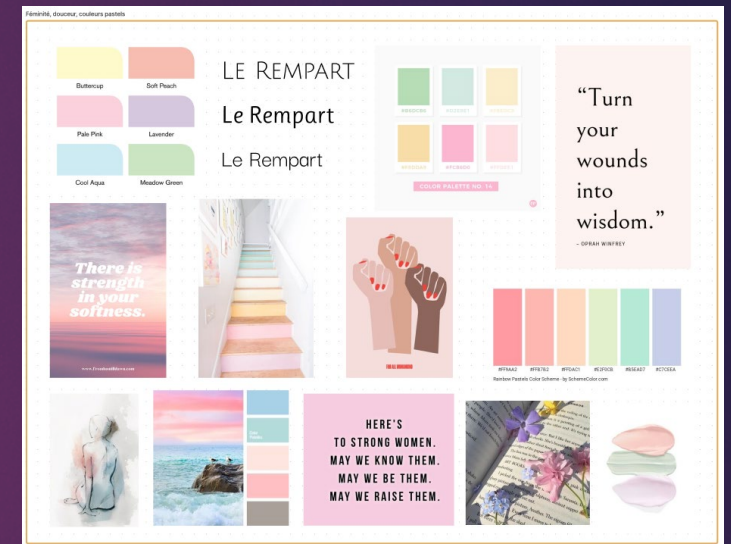 Féminité, douceur, couleurs pastels
Buttercup
Soft Peach
Pale Pink
Lavender
Cool Aqua
Meadow Green
LE REMPART
Le Rempart
Le Rempart
COLOR PALETTE NO. 14
“Turn
your
wounds
into
wisdom.”
- OPRAH WINFREY
There is
strength
in your
softness.
#FF9AA2
#FFB7B2
#FFDAC1
#E2F0CB
#B5EAD7
#C7CEEA
Rainbow Pastels Color Scheme - by SchemeColor.com
HERE'S
TO STRONG WOMEN.
MAY WE KNOW THEM.
MAY WE BE THEM.
MAY WE RAISE THEM.